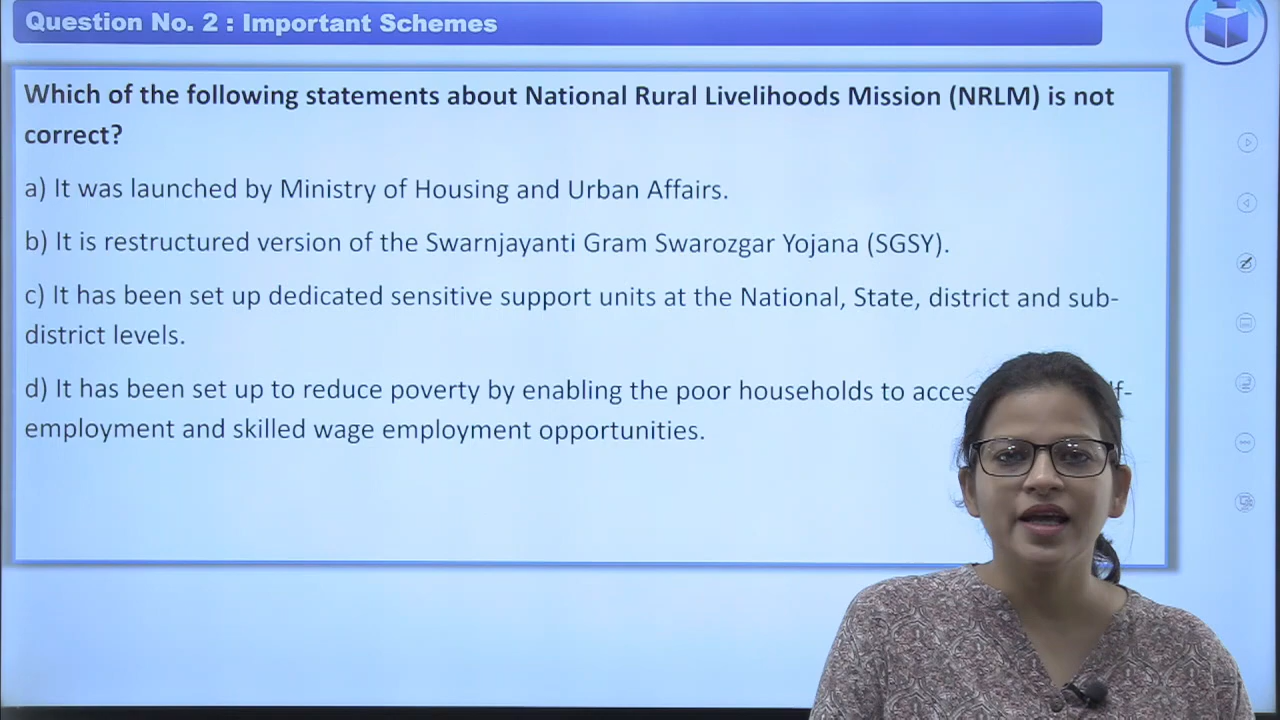 Question No. 2 : Important Schemes
Which of the following statements about National Rural Livelihoods Mission (NRLM) is not
correct?
a) It was launched by Ministry of Housing and Urban Affairs.
b) It is restructured version of the Swarnjayanti Gram Swarozgar Yojana (SGSY).
c) It has been set up dedicated sensitive support units at the National, State, district and sub-
district levels.
d) It has been set up to reduce poverty by enabling the poor households to
employment and skilled wage employment opportunities.